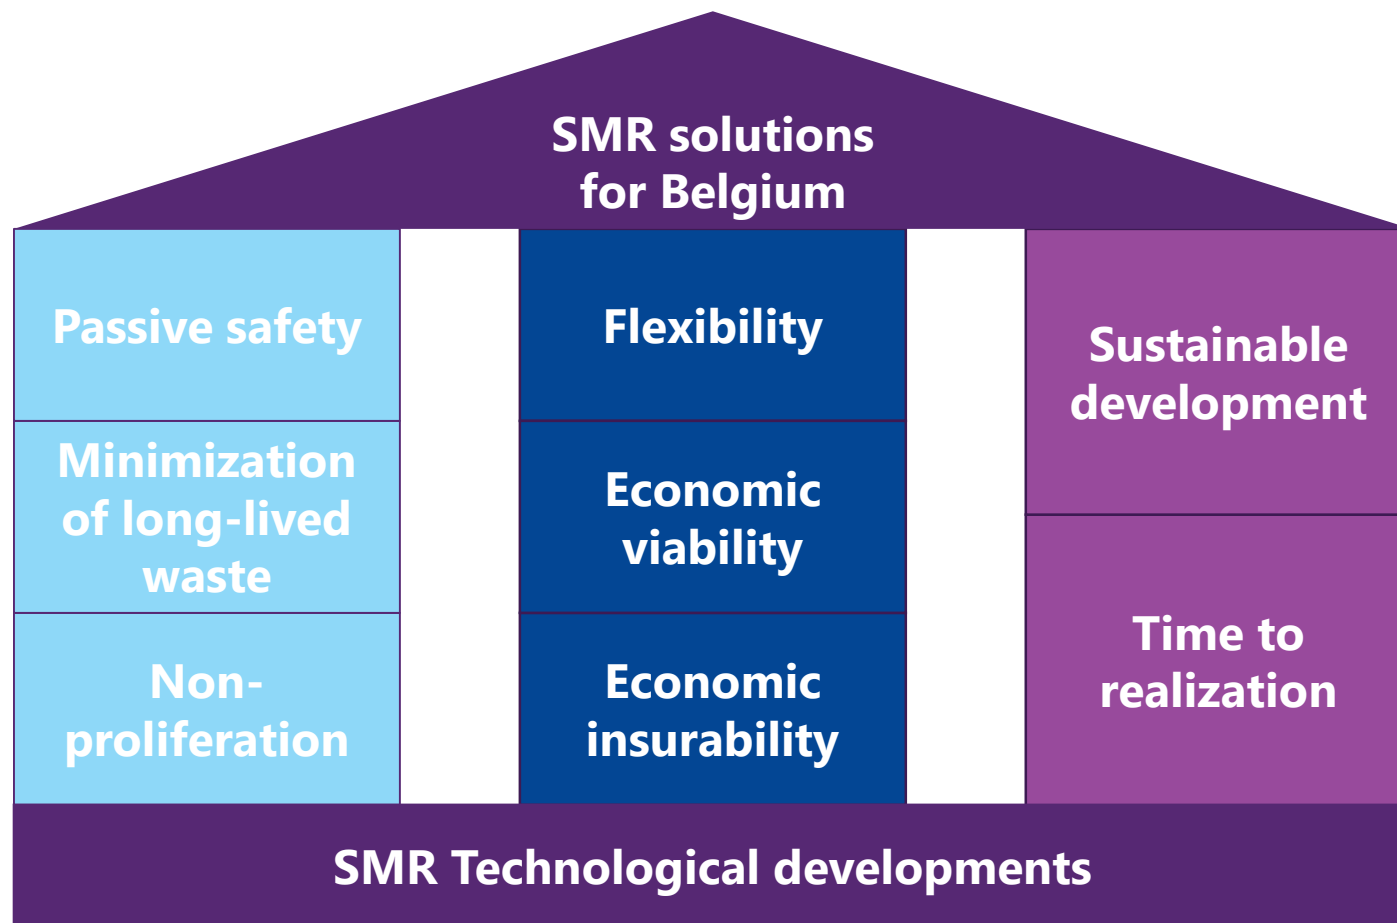 SMR solutions
for Belgium
Passive safety
Minimization
of long-lived
waste
Non-
proliferation
Flexibility
Economic
viability
Economic
insurability
Sustainable
development
Time to
realization
SMR Technological developments